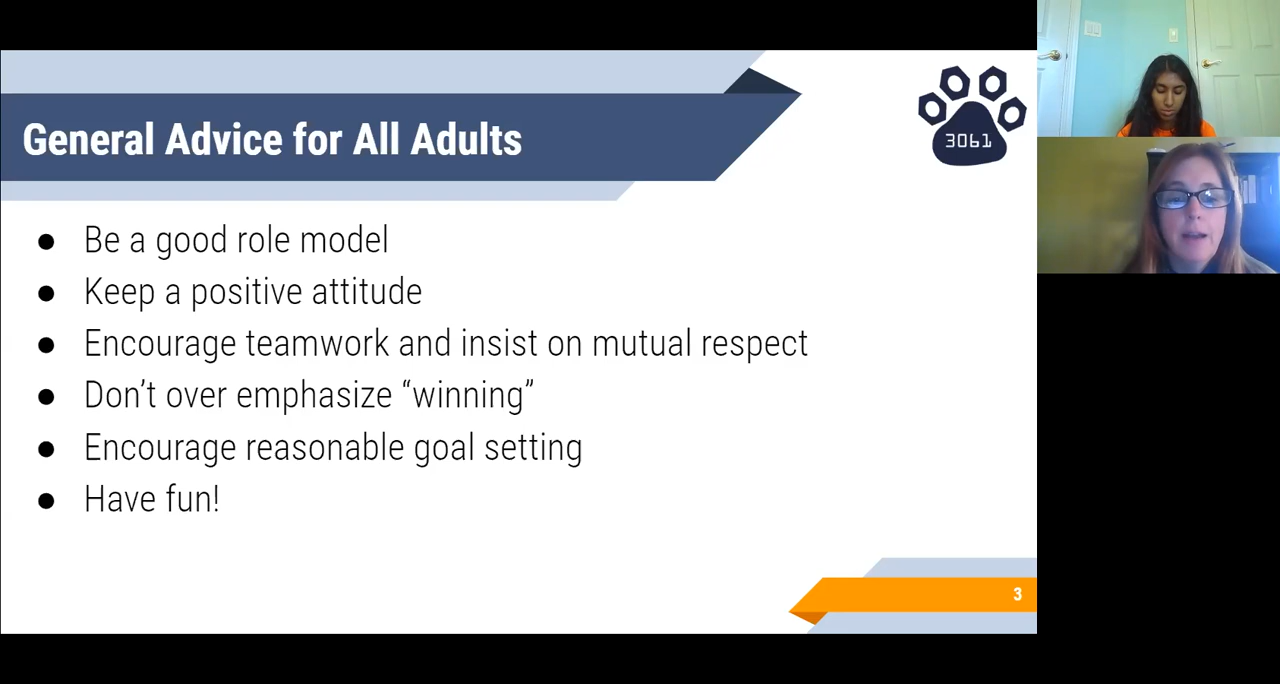 General Advice for All Adults
3061
● Be a good role model
● Keep a positive attitude
● Encourage teamwork and insist on mutual respect
● Don’t over emphasize “winning”
● Encourage reasonable goal setting
● Have fun!
3